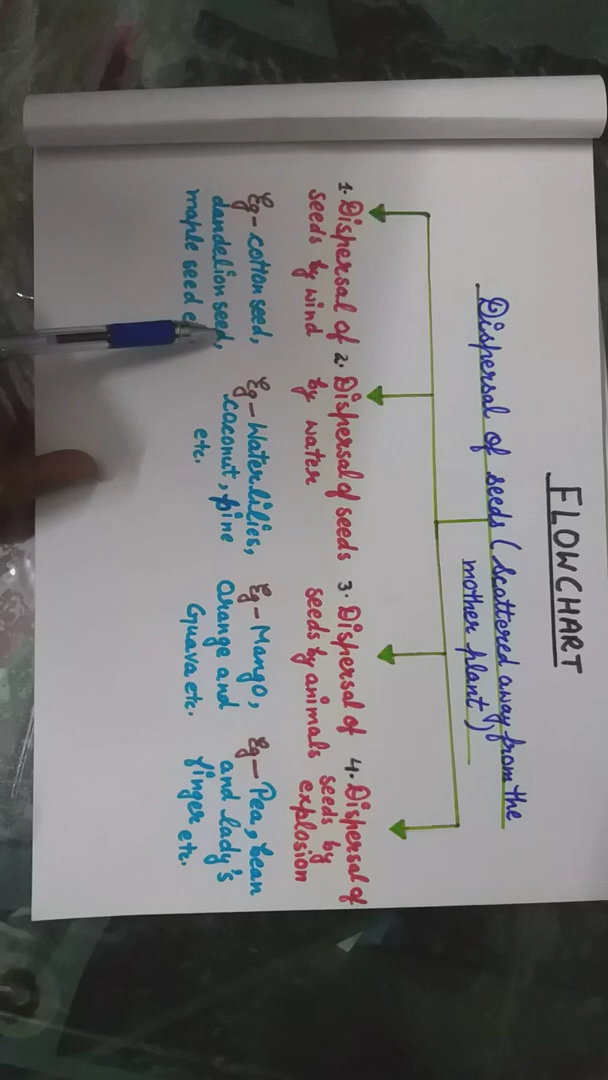 FLOWCHART
Dispersal of seeds (Scattered away from the
mother plant)
1. Dispersal of
seeds by wind
Eg - cotton seed,
dandelion seed,
maple seed
2. Dispersal of seeds
by water
Eg - Waterlilies,
coconut, pine
etc.
3. Dispersal of
seeds by animals
Eg - Mango,
Orange and
Guava etc.
4. Dispersal of
seeds by
explosion
Eg - Pea, bean
and lady's
finger etc.